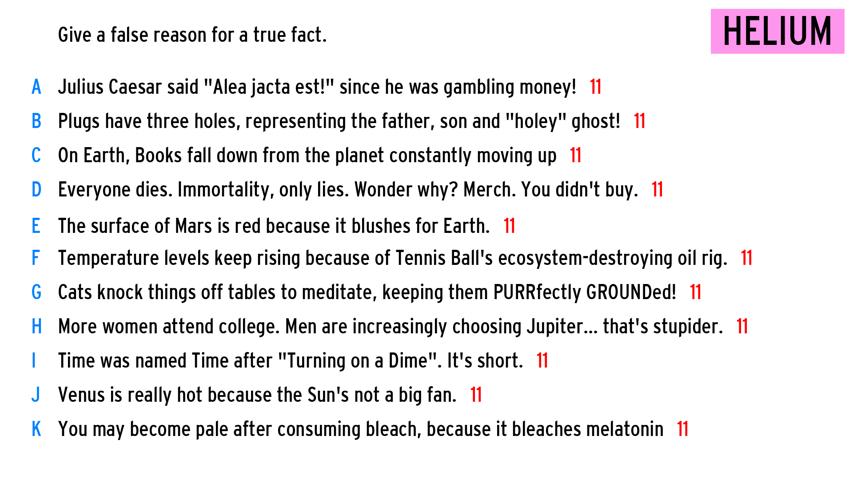 Give a false reason for a true fact.
HELIUM
A Julius Caesar said "Alea jacta est!" since he was gambling money! 11
B Plugs have three holes, representing the father, son and "holey" ghost! 11
C On Earth, Books fall down from the planet constantly moving up 11
D Everyone dies. Immortality, only lies. Wonder why? Merch. You didn't buy. 11
E The surface of Mars is red because it blushes for Earth. 11
F Temperature levels keep rising because of Tennis Ball's ecosystem-destroying oil rig. 11
G Cats knock things off tables to meditate, keeping them PURRfectly GROUNDed! 11
H More women attend college. Men are increasingly choosing Jupiter... that's stupider. 11
I Time was named Time after "Turning on a Dime". It's short. 11
J Venus is really hot because the Sun's not a big fan. 11
K You may become pale after consuming bleach, because it bleaches melatonin 11